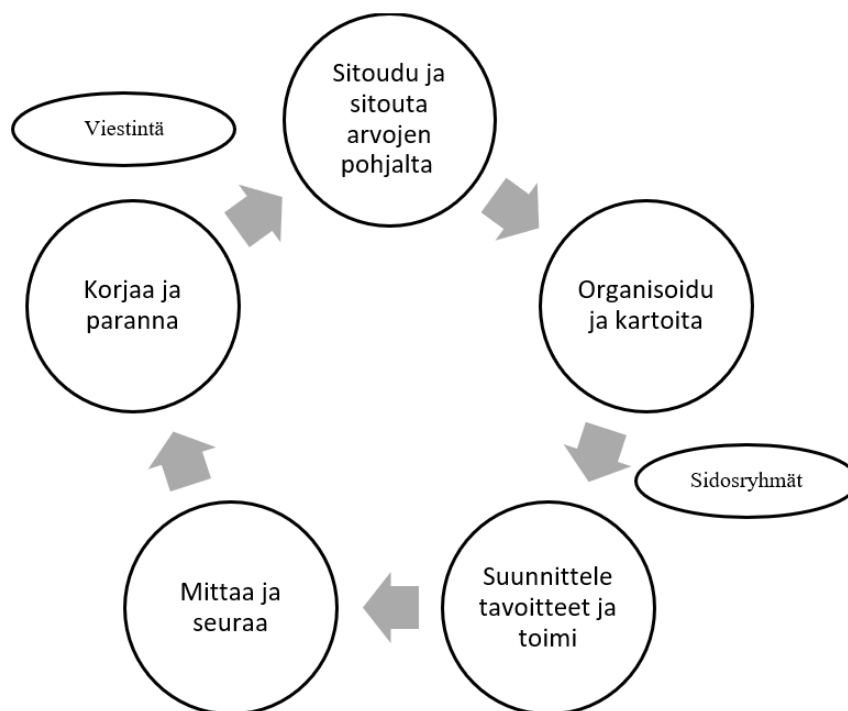 Sitoudu ja
sitouta
arvojen
pohjalta
Viestintä
Organisoidu
ja kartoita
Sidosryhmät
Suunnittele
tavoitteet ja
toimi
Mittaa ja
seuraa
Korjaa ja
paranna